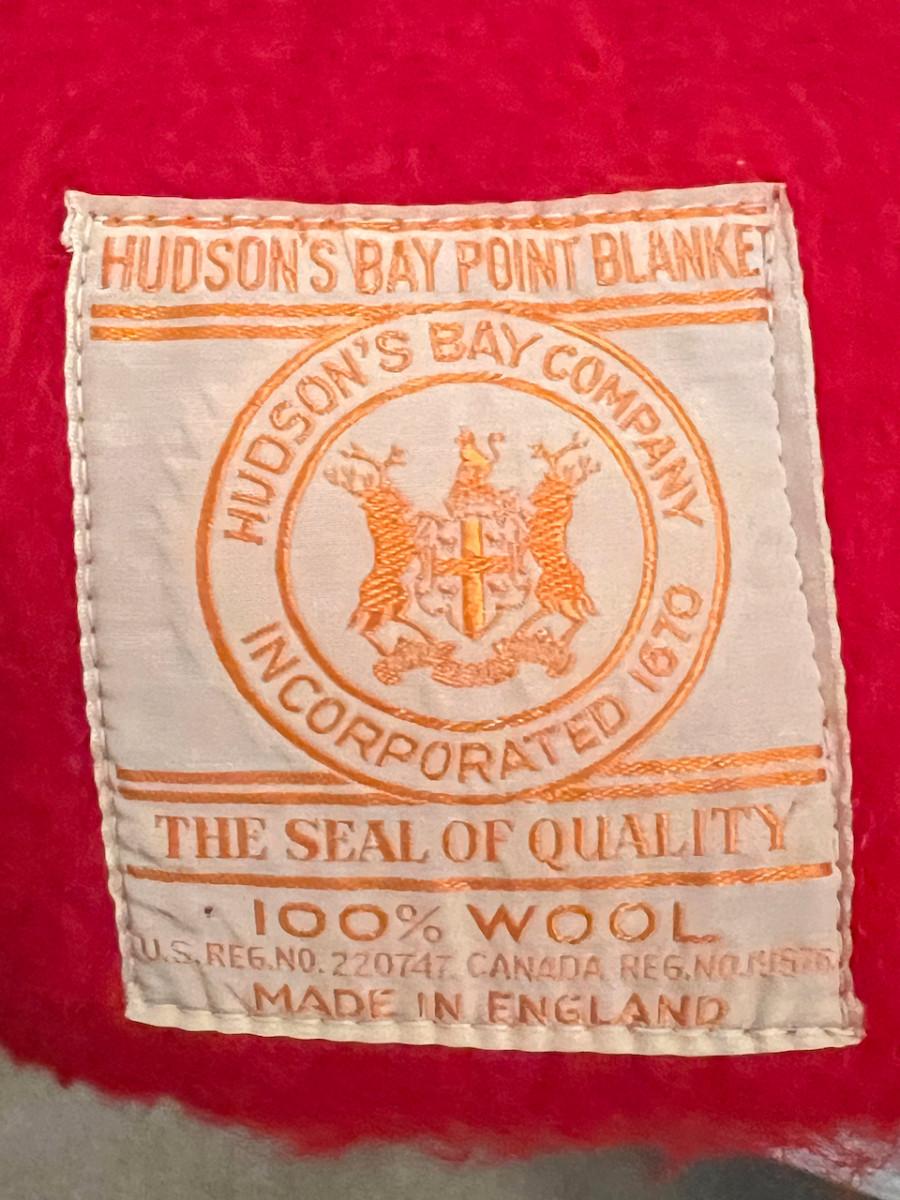 HUDSON'S BAY POINT BLANKET
HUDSON'S BAY COMPANY
INCORPORATED 1670
THE SEAL OF QUALITY
100% WOOL
U.S. REG.NO. 220747 CANADA REG.NO.
MADE IN ENGLAND